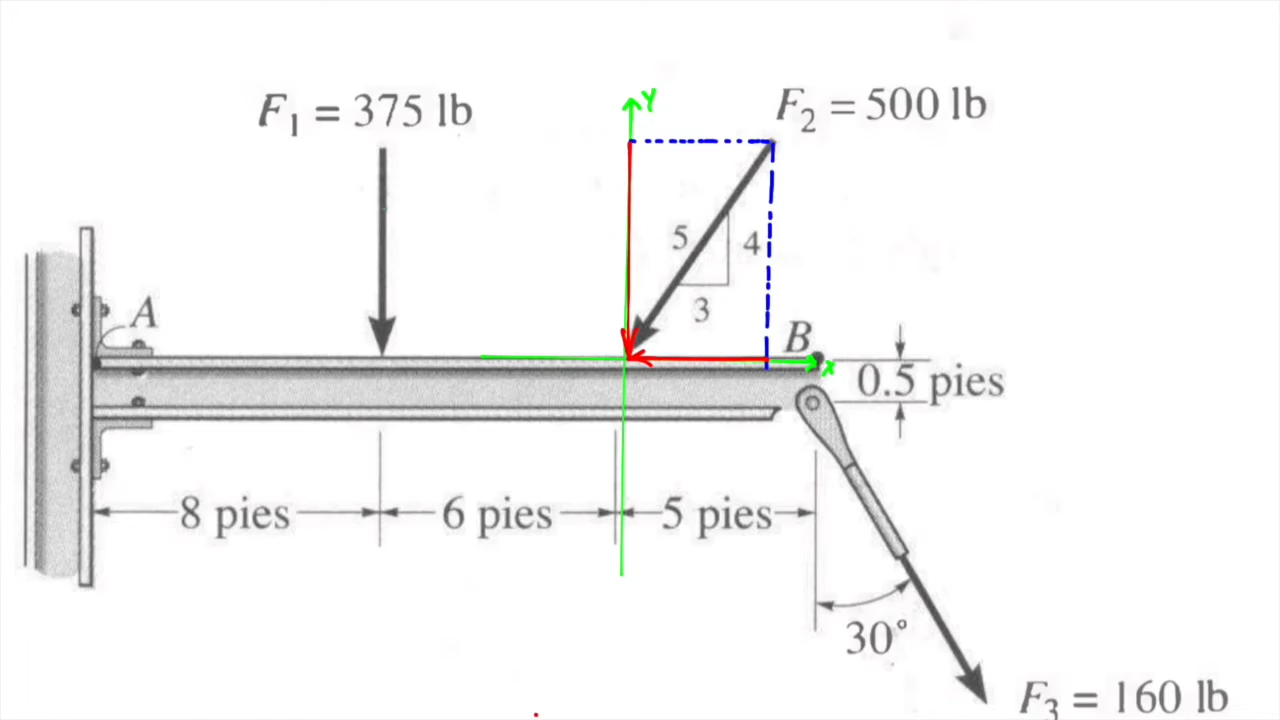 Y
F₁ = 375 lb
F₂ = 500 lb
5
4
3
A
B
x
0.5 pies
8 pies
6 pies
5 pies
30°
F₃ = 160 lb